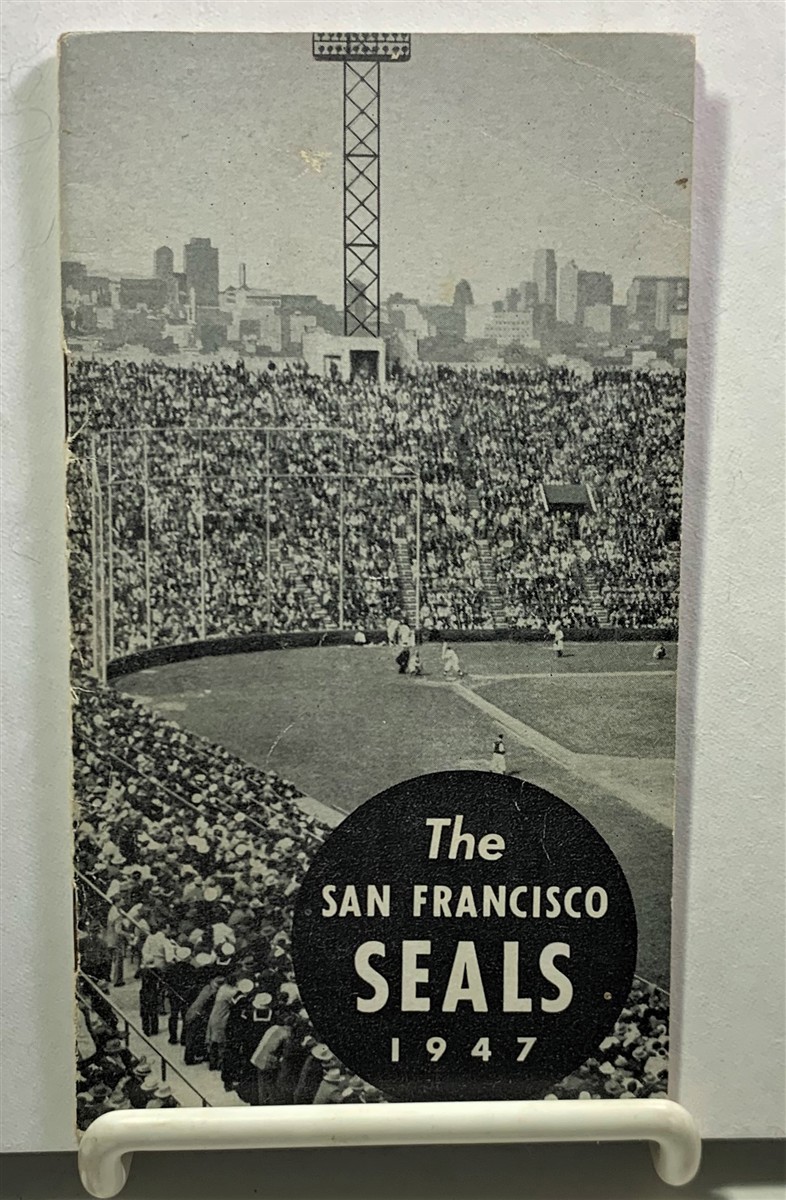 The
SAN FRANCISCO
SEALS
1947